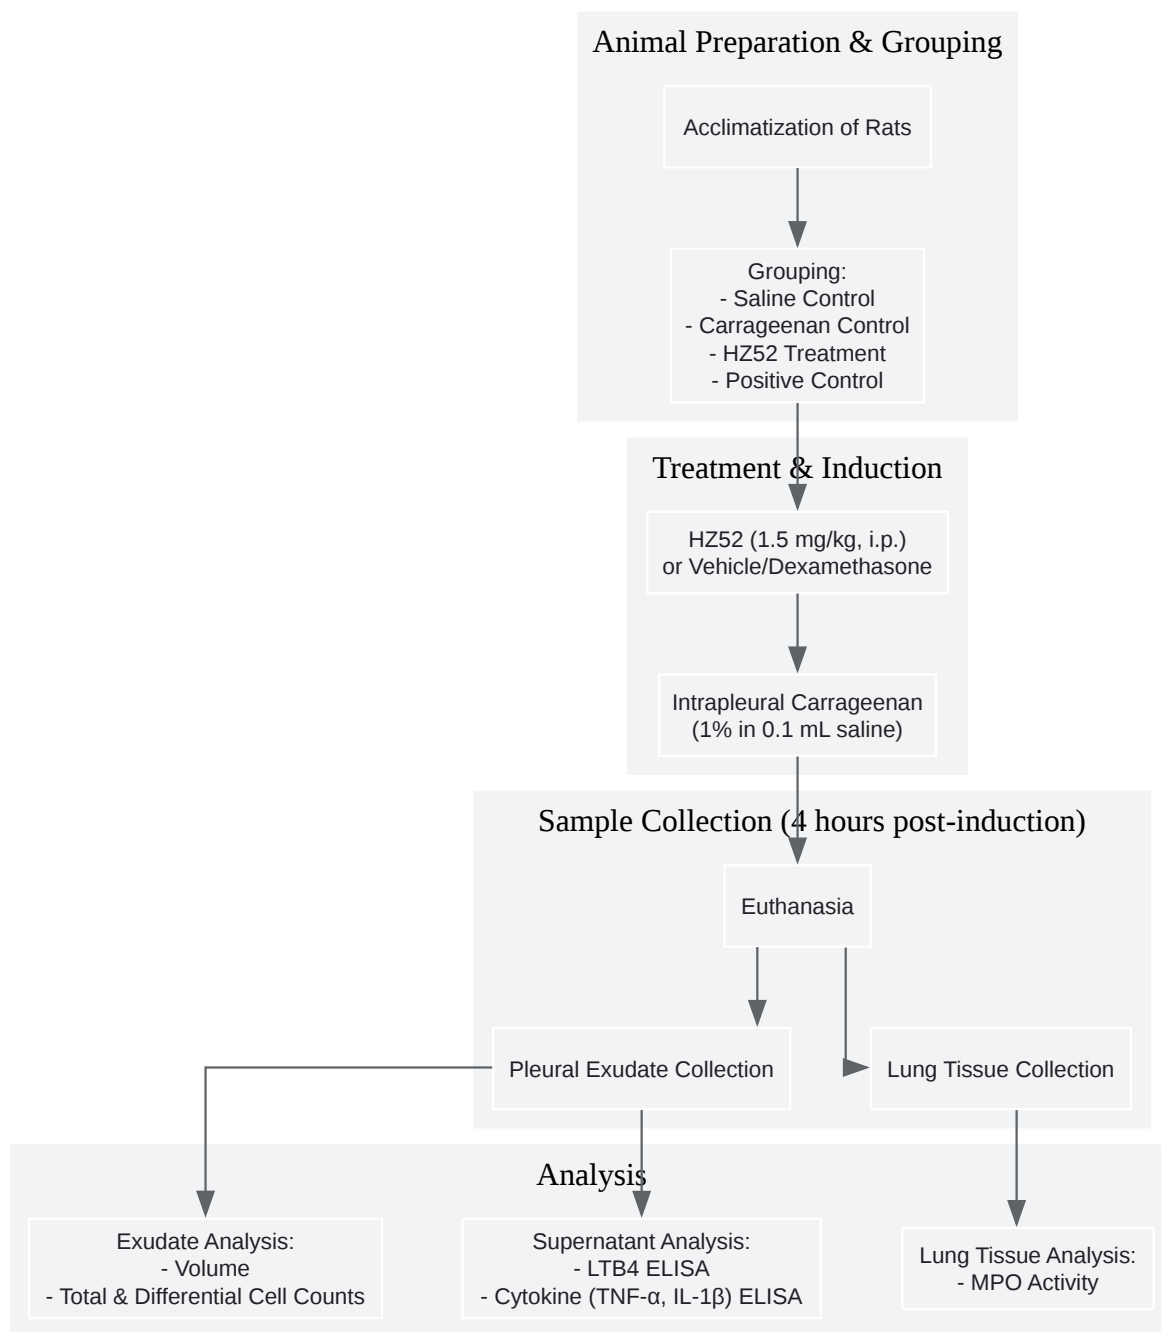 Animal Preparation & Grouping
Acclimatization of Rats
Grouping:
- Saline Control
- Carrageenan Control
- HZ52 Treatment
- Positive Control
Treatment & Induction
HZ52 (1.5 mg/kg, i.p.)
or Vehicle/Dexamethasone
Intrapleural Carrageenan
(1% in 0.1 mL saline)
Sample Collection (4 hours post-induction)
Euthanasia
Pleural Exudate Collection
Lung Tissue Collection
Analysis
Exudate Analysis:
- Volume
- Total & Differential Cell Counts
Supernatant Analysis:
- LTB4 ELISA
- Cytokine (TNF-α, IL-1β) ELISA
Lung Tissue Analysis:
- MPO Activity